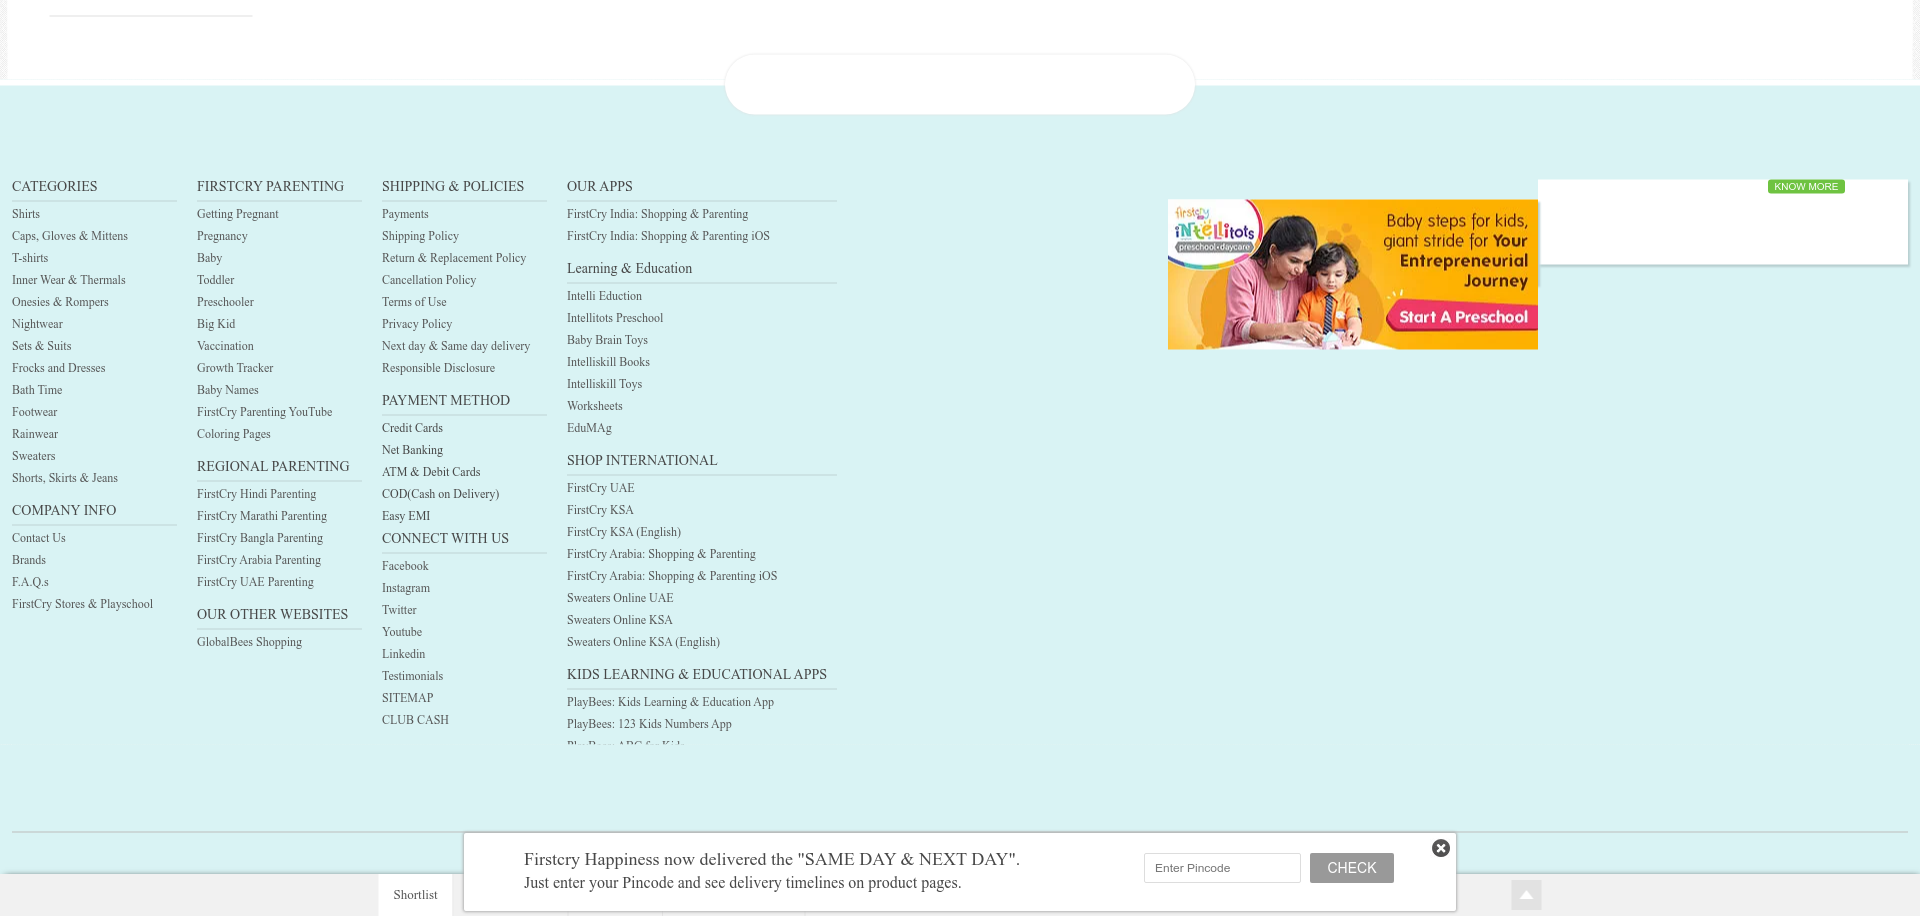 CATEGORIES
Shirts
Caps, Gloves & Mittens
T-shirts
Inner Wear & Thermals
Onesies & Rompers
Nightwear
Sets & Suits
Frocks and Dresses
Bath Time
Footwear
Rainwear
Sweaters
Shorts, Skirts & Jeans
COMPANY INFO
Contact Us
Brands
F.A.Q.s
FirstCry Stores & Playschool
FIRSTCRY PARENTING
Getting Pregnant
Pregnancy
Baby
Toddler
Preschooler
Big Kid
Vaccination
Growth Tracker
Baby Names
FirstCry Parenting YouTube
Coloring Pages
REGIONAL PARENTING
FirstCry Hindi Parenting
FirstCry Marathi Parenting
FirstCry Bangla Parenting
FirstCry Arabia Parenting
FirstCry UAE Parenting
OUR OTHER WEBSITES
GlobalBees Shopping
SHIPPING & POLICIES
Payments
Shipping Policy
Return & Replacement Policy
Cancellation Policy
Terms of Use
Privacy Policy
Next day & Same day delivery
Responsible Disclosure
PAYMENT METHOD
Credit Cards
Net Banking
ATM & Debit Cards
COD(Cash on Delivery)
Easy EMI
CONNECT WITH US
Facebook
Instagram
Twitter
Youtube
Linkedin
Testimonials
SITEMAP
CLUB CASH
OUR APPS
FirstCry India: Shopping & Parenting
FirstCry India: Shopping & Parenting iOS
Learning & Education
Intelli Eduction
Intellitots Preschool
Baby Brain Toys
Intelliskill Books
Intelliskill Toys
Worksheets
EduMAg
SHOP INTERNATIONAL
FirstCry UAE
FirstCry KSA
FirstCry KSA (English)
FirstCry Arabia: Shopping & Parenting
FirstCry Arabia: Shopping & Parenting iOS
Sweaters Online UAE
Sweaters Online KSA
Sweaters Online KSA (English)
KIDS LEARNING & EDUCATIONAL APPS
PlayBees: Kids Learning & Education App
PlayBees: 123 Kids Numbers App
PlayBees: ABC for Kids
firstcry
iNtellitots
preschool•daycare
Baby steps for kids,
giant stride for Your
Entrepreneurial
Journey
Start A Preschool
KNOW MORE
Firstcry Happiness now delivered the "SAME DAY & NEXT DAY".
Just enter your Pincode and see delivery timelines on product pages.
Enter Pincode
CHECK
Shortlist